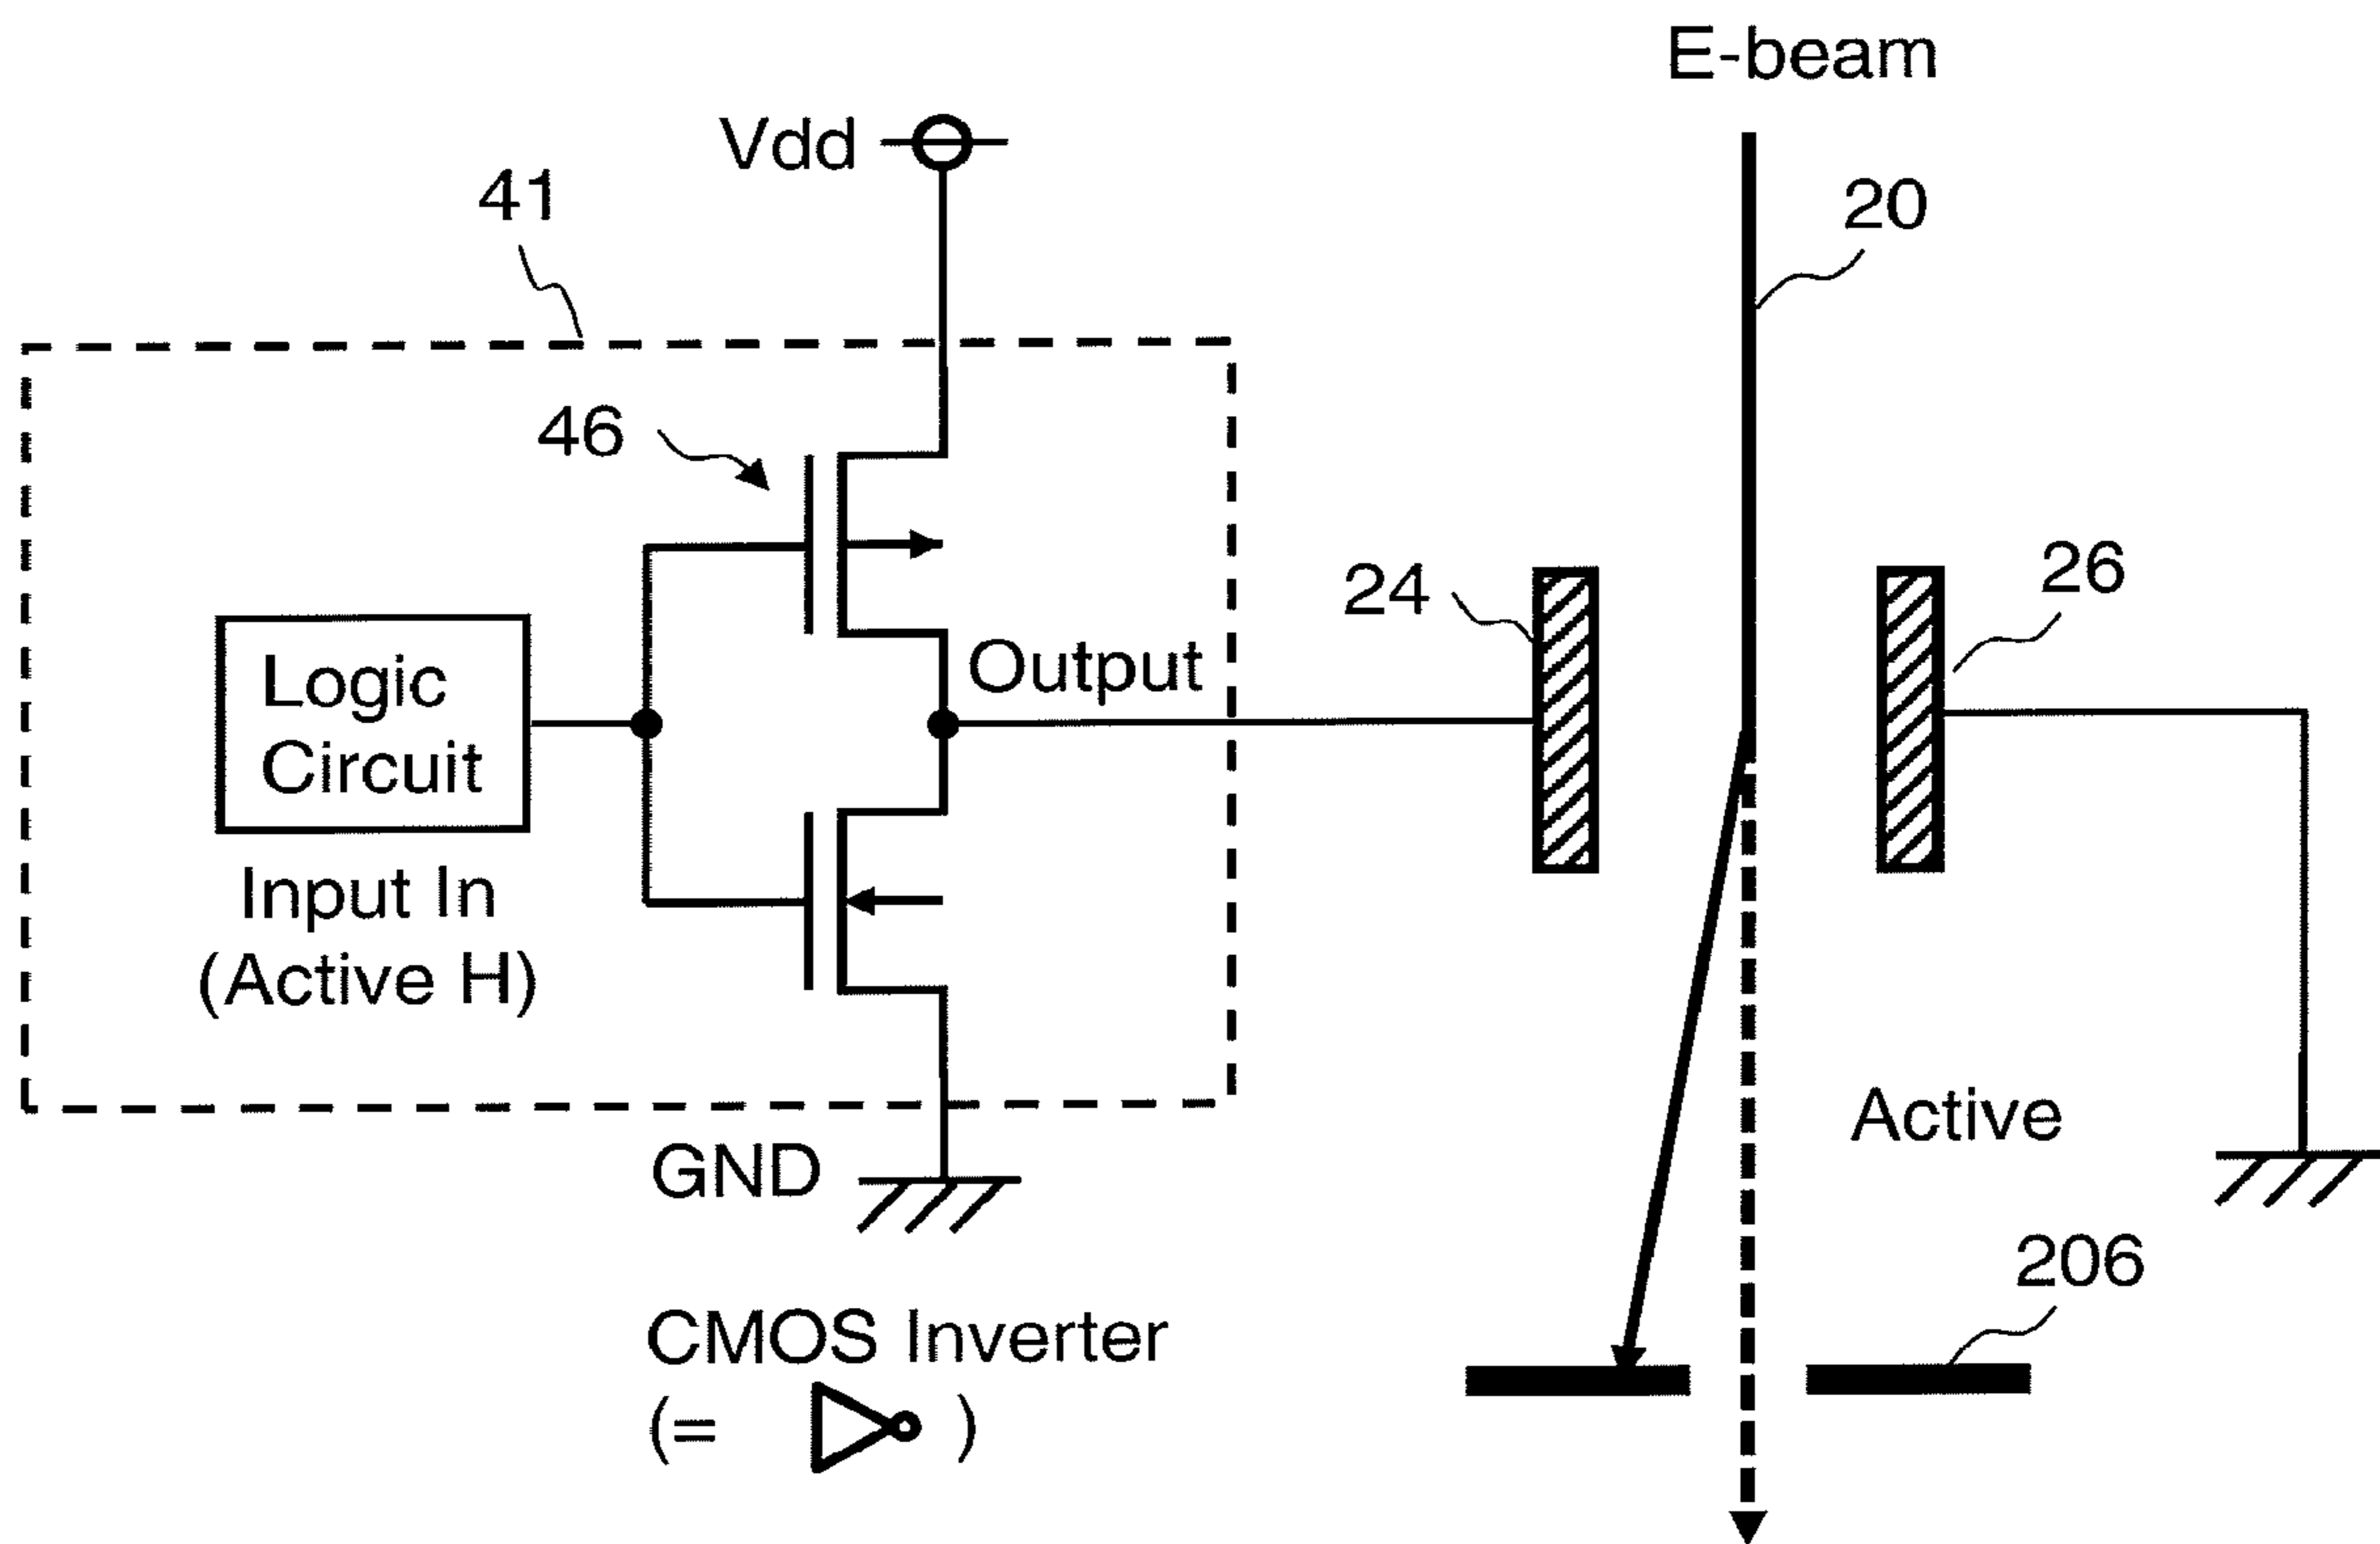 E-beam
Vdd
41
20
46
24
26
Output
Logic
Circuit
Input In
(Active H)
Active
GND
206
CMOS Inverter
(= )